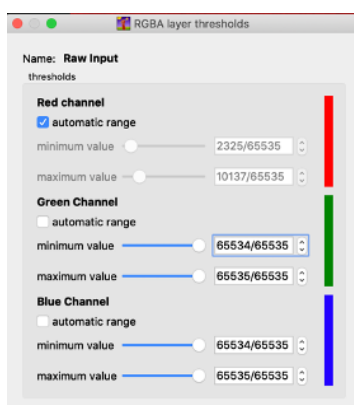 RGBA layer thresholds
Name: Raw Input
thresholds
Red channel
automatic range
minimum value 2325/65535
maximum value 10137/65535
Green Channel
automatic range
minimum value 65534/65535
maximum value 65535/65535
Blue Channel
automatic range
minimum value 65534/65535
maximum value 65535/65535